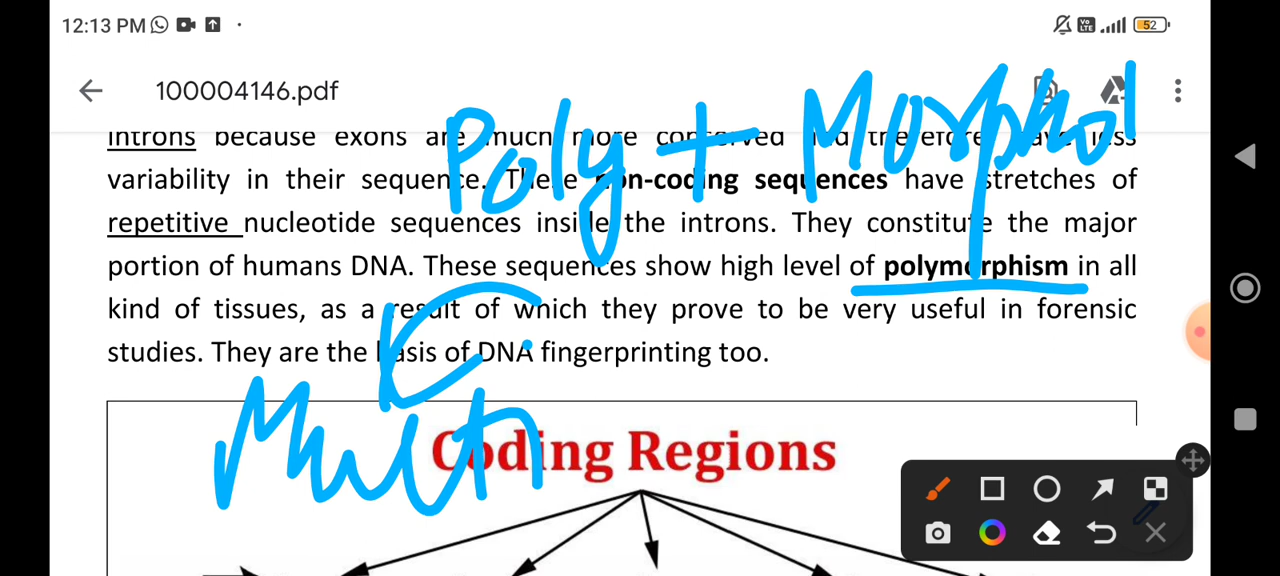 12:13 PM
52
100004146.pdf
Poly + Morphol
introns because exons are much more conserved and therefore have less
variability in their sequence. These non-coding sequences have stretches of
repetitive nucleotide sequences inside the introns. They constitute the major
portion of humans DNA. These sequences show high level of polymorphism in all
kind of tissues, as a result of which they prove to be very useful in forensic
studies. They are the basis of DNA fingerprinting too.
Multi
Coding Regions